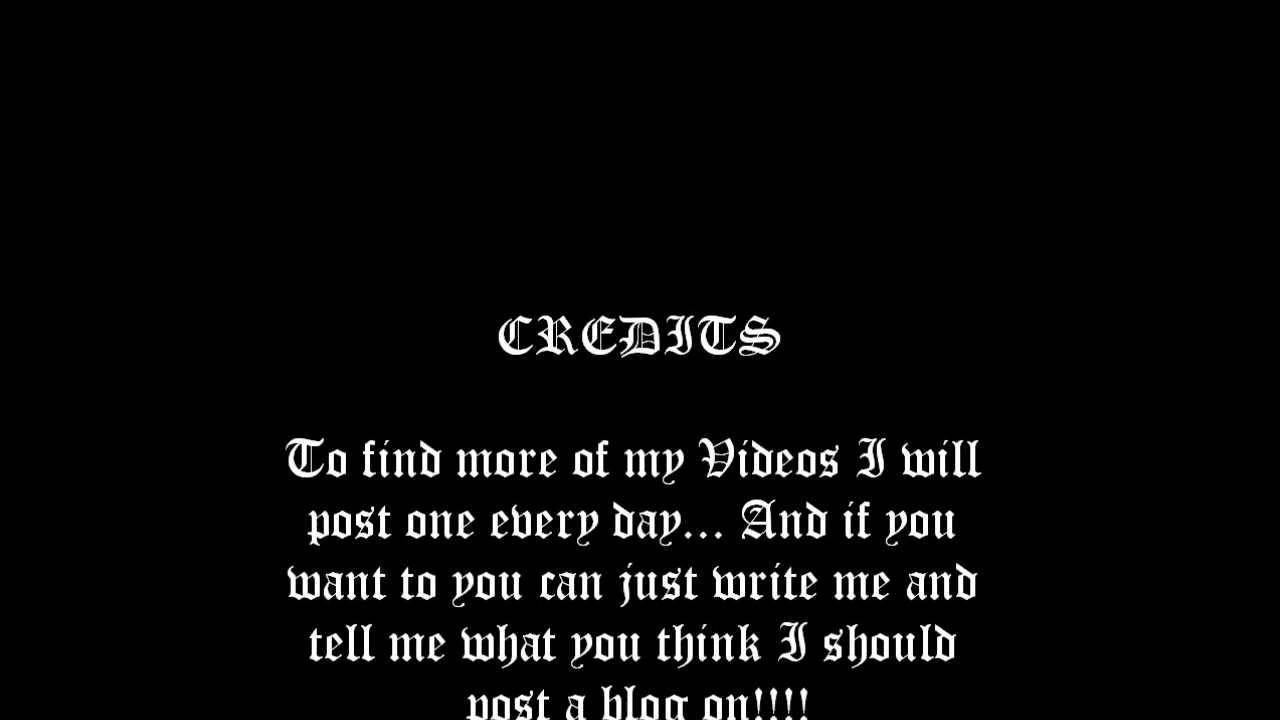 CREDITS
To find more of my Videos I will
post one every day... And if you
want to you can just write me and
tell me what you think I should
post a blog on!!!!